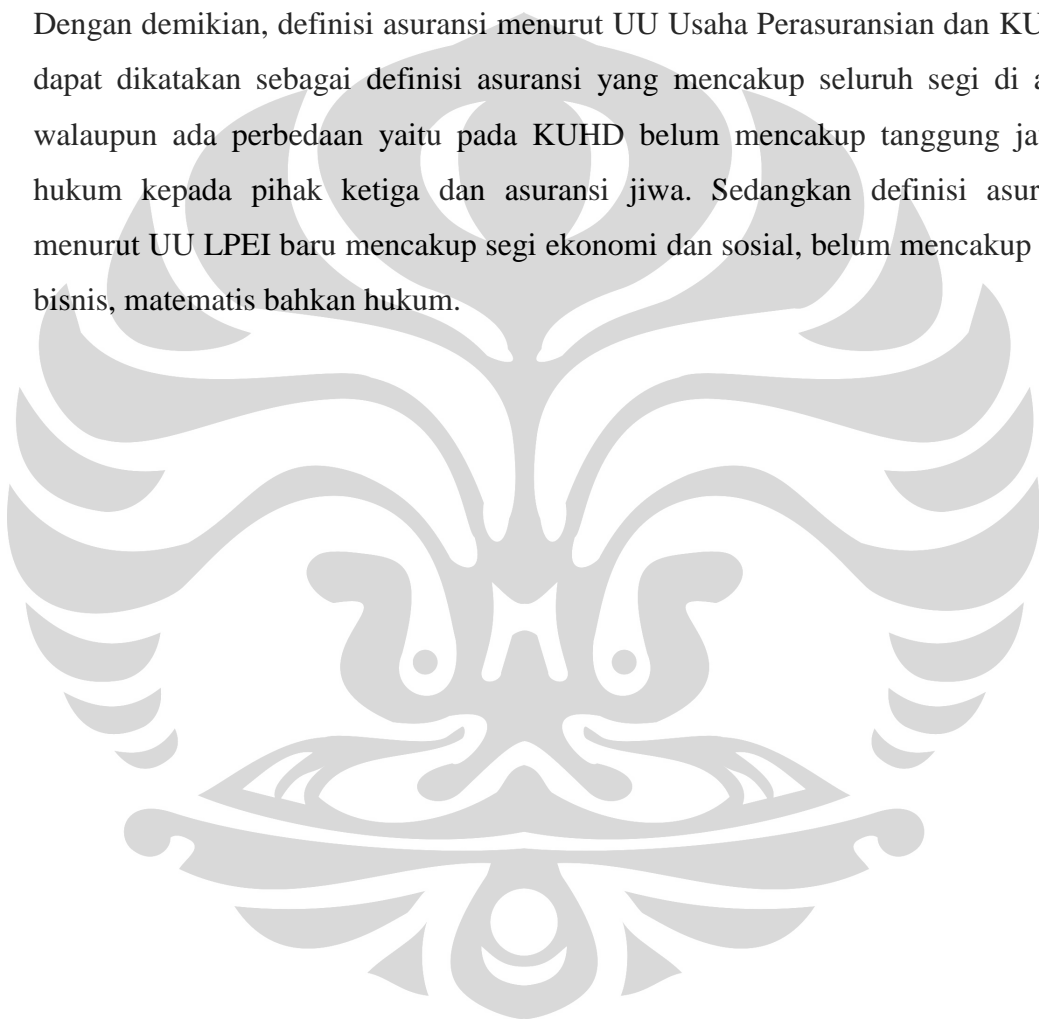 Dengan demikian, definisi asuransi menurut UU Usaha Perasuransian dan KU
dapat dikatakan sebagai definisi asuransi yang mencakup seluruh segi di a
walaupun ada perbedaan yaitu pada KUHD belum mencakup tanggung ja
hukum kepada pihak ketiga dan asuransi jiwa. Sedangkan definisi asur
menurut UU LPEI baru mencakup segi ekonomi dan sosial, belum mencakup
bisnis, matematis bahkan hukum.